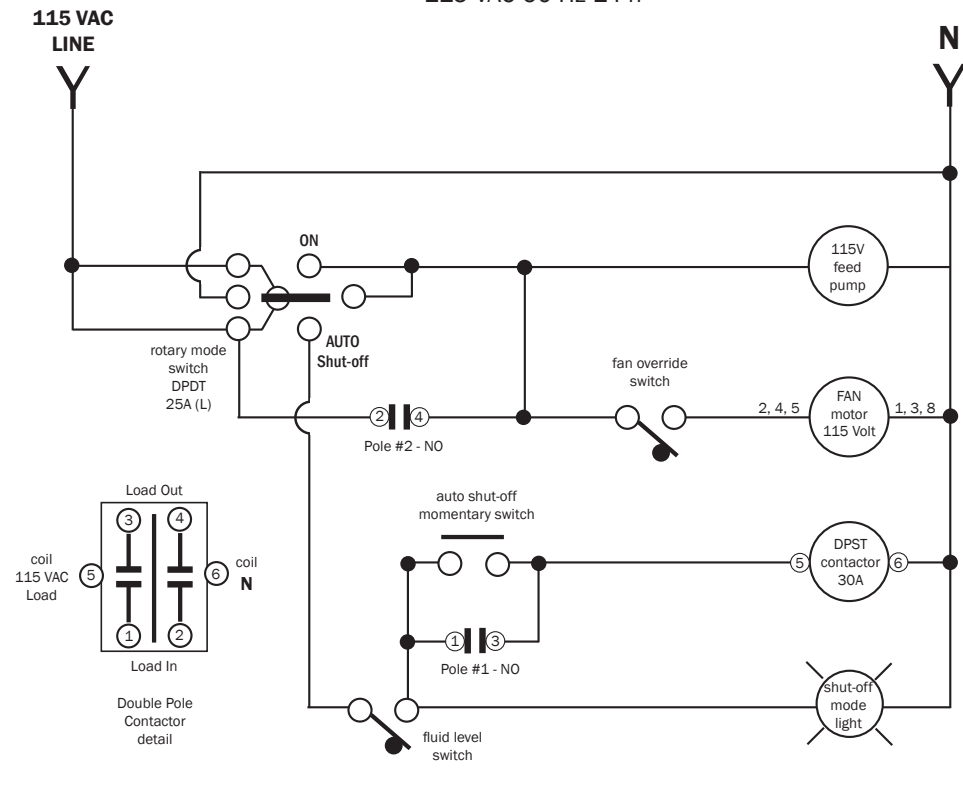 115 VAC
LINE
N
ON
115V
feed
pump
AUTO
Shut-off
rotary mode
switch
DPDT
25A (L)
fan override
switch
2, 4, 5
FAN
motor
115 Volt
1, 3, 8
2
4
Pole #2 - NO
Load Out
3
4
coil
115 VAC
Load
5
6
coil
N
1
2
Load In
Double Pole
Contactor
detail
auto shut-off
momentary switch
5
DPST
contactor
30A
6
1
3
Pole #1 - NO
shut-off
mode
light
fluid level
switch